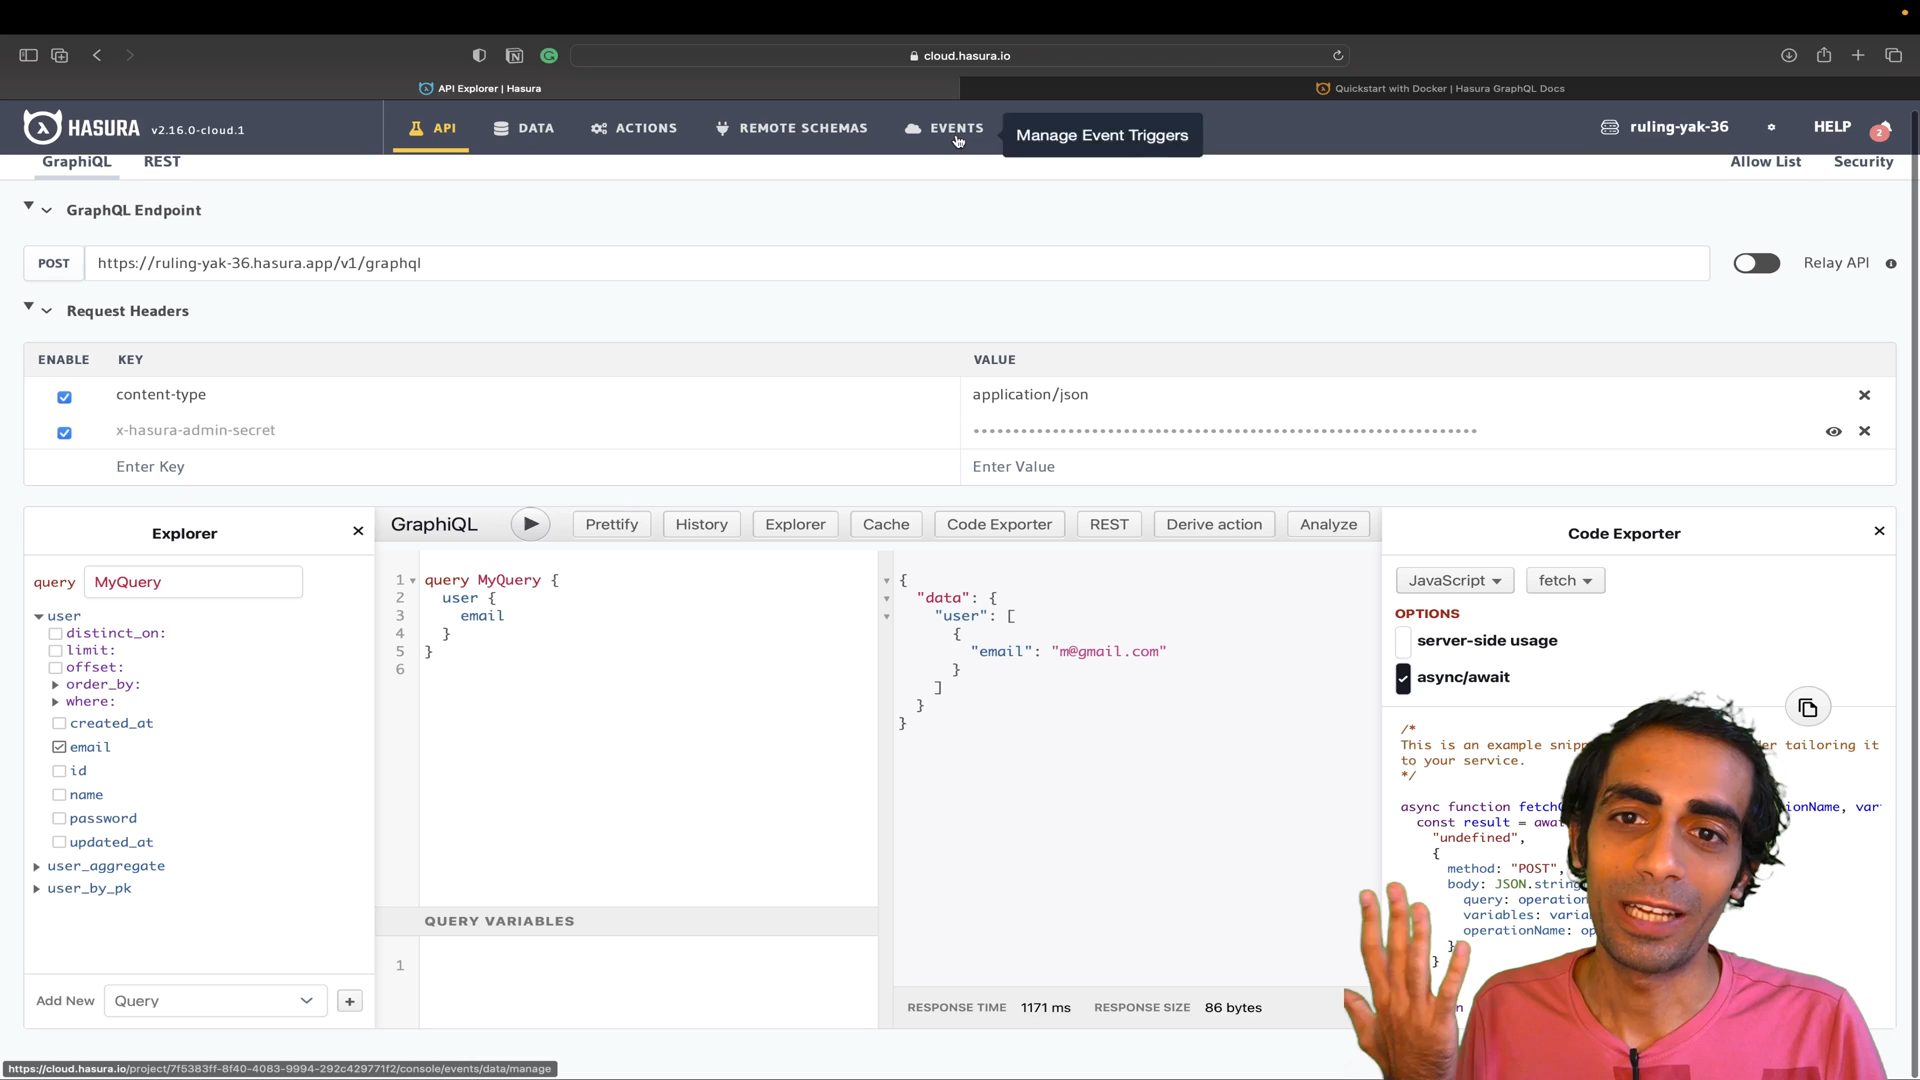 cloud.hasura.io
API Explorer | Hasura
Quickstart with Docker | Hasura GraphQL Docs
HASURA v2.16.0-cloud.1
API
DATA
ACTIONS
REMOTE SCHEMAS
EVENTS
Manage Event Triggers
ruling-yak-36
HELP
2
GraphiQL
REST
Allow List
Security
GraphQL Endpoint
POST
https://ruling-yak-36.hasura.app/v1/graphql
Relay API
Request Headers
ENABLE KEY VALUE
content-type application/json
x-hasura-admin-secret
Enter Key Enter Value
Explorer
query MyQuery
user
distinct_on:
limit:
offset:
order_by:
where:
created_at
email
id
name
password
updated_at
user_aggregate
user_by_pk
Add New Query +
GraphiQL
Prettify
History
Explorer
Cache
Code Exporter
REST
Derive action
Analyze
1 query MyQuery {
2 user {
3 email
4 }
5 }
6
QUERY VARIABLES
1
{
"data": {
"user": [
{
"email": "m@gmail.com"
}
]
}
}
RESPONSE TIME 1171 ms RESPONSE SIZE 86 bytes
Code Exporter
JavaScript
fetch
OPTIONS
server-side usage
async/await
/*
This is an example tailoring it
to your service.
*/
async function
const result =
"undefined",
{
method: "POST",
body:
query:
variables:
operationName:
}
}
https://cloud.hasura.io/project/7f5383ff-8f40-4083-9994-292c429771f2/console/events/data/manage